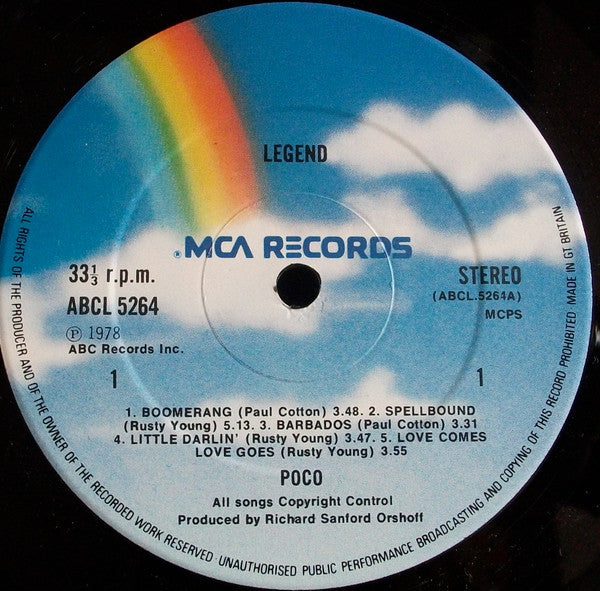 LEGEND
® MCA RECORDS
33⅓ r.p.m.
ABCL 5264
Ⓟ 1978
ABC Records Inc.
STEREO
(ABCL.5264A)
MCPS
1
1
1. BOOMERANG (Paul Cotton) 3.48. 2. SPELLBOUND
(Rusty Young) 5.13. 3. BARBADOS (Paul Cotton) 3.31
4. LITTLE DARLIN' (Rusty Young) 3.47. 5. LOVE COMES
LOVE GOES (Rusty Young) 3.55
POCO
All songs Copyright Control
Produced by Richard Sanford Orshoff
ALL RIGHTS OF THE PRODUCER AND OF THE OWNER OF THE RECORDED WORK RESERVED UNAUTHORISED PUBLIC PERFORMANCE BROADCASTING AND COPYING OF THIS RECORD PROHIBITED MADE IN GT BRITAIN